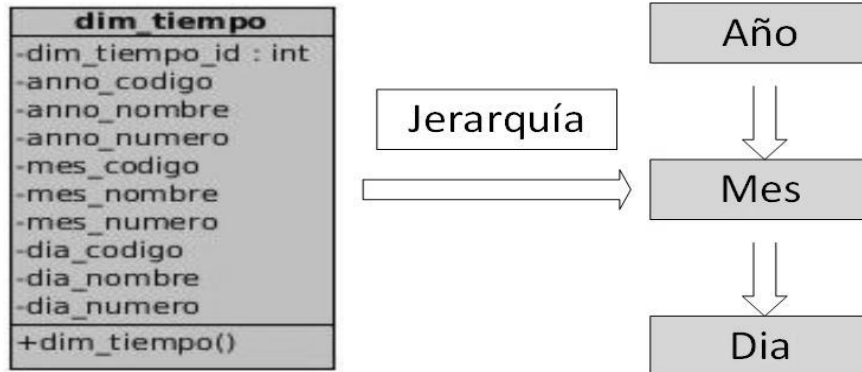 dim_tiempo
-dim_tiempo_id : int
-anno_codigo
-anno_nombre
-anno_numero
-mes_codigo
-mes_nombre
-mes_numero
-dia_codigo
-dia_nombre
-dia_numero
+dim_tiempo()
Jerarquía
Año
Mes
Dia